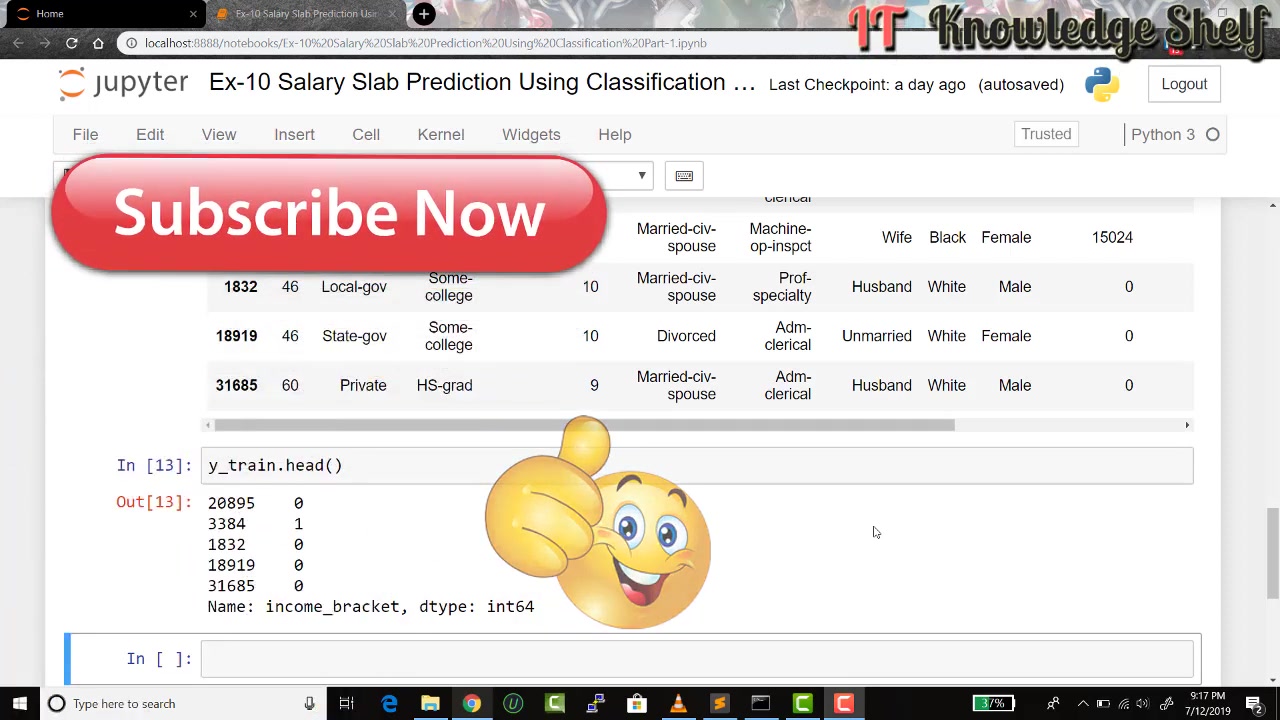 Home
Ex-10 Salary Slab Prediction Usin
IT Knowledge Shelf
localhost:8888/notebooks/Ex-10%20Salary%20Slab%20Prediction%20Using%20Classification%20Part-1.ipynb
jupyter Ex-10 Salary Slab Prediction Using Classification ... Last Checkpoint: a day ago (autosaved) Logout
File Edit View Insert Cell Kernel Widgets Help Trusted Python 3
Subscribe Now
clerical
Married-civ-spouse Machine-op-inspct Wife Black Female 15024
1832 46 Local-gov Some-college 10 Married-civ-spouse Prof-specialty Husband White Male 0
18919 46 State-gov Some-college 10 Divorced Adm-clerical Unmarried White Female 0
31685 60 Private HS-grad 9 Married-civ-spouse Adm-clerical Husband White Male 0
In [13]: y_train.head()
Out[13]: 20895 0
3384 1
1832 0
18919 0
31685 0
Name: income_bracket, dtype: int64
In [ ]:
Type here to search
37%
9:17 PM
7/12/2019
2